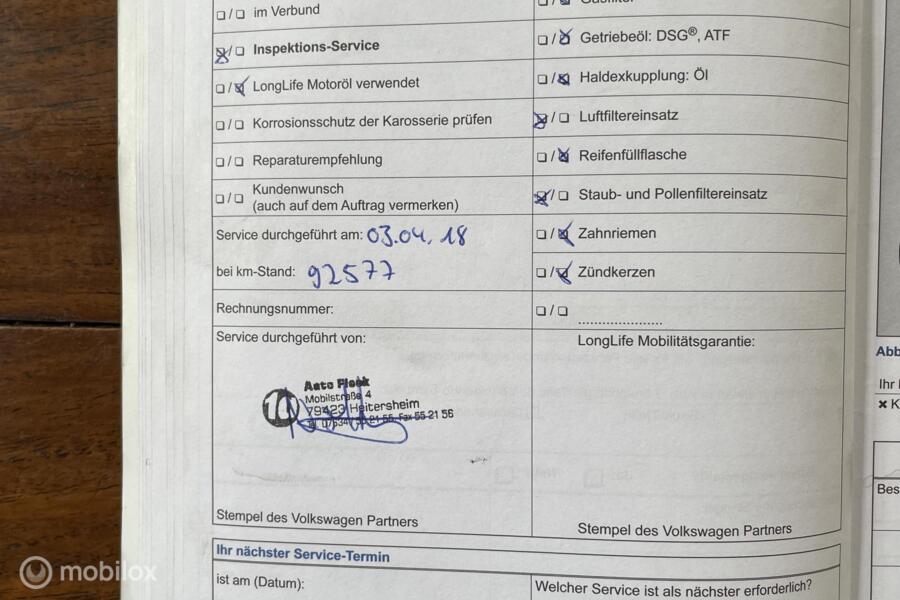 im Verbund
Inspektions-Service
LongLife Motoröl verwendet
Korrosionsschutz der Karosserie prüfen
Reparaturempfehlung
Kundenwunsch
(auch auf dem Auftrag vermerken)
Service durchgeführt am: 03.04.18
bei km-Stand: 92577
Rechnungsnummer:
Service durchgeführt von:
Auto Fleck
Mobilstraße 4
79423 Heitersheim
55 21 55, Fax 55 21 56
Stempel des Volkswagen Partners
Getriebeöl: DSG®, ATF
Haldexkupplung: Öl
Luftfiltereinsatz
Reifenfüllflasche
Staub- und Pollenfiltereinsatz
Zahnriemen
Zündkerzen
LongLife Mobilitätsgarantie:
Stempel des Volkswagen Partners
Ihr nächster Service-Termin
ist am (Datum):
Welcher Service ist als nächster erforderlich?
Abb
Ihr
K
Bes
mobilox